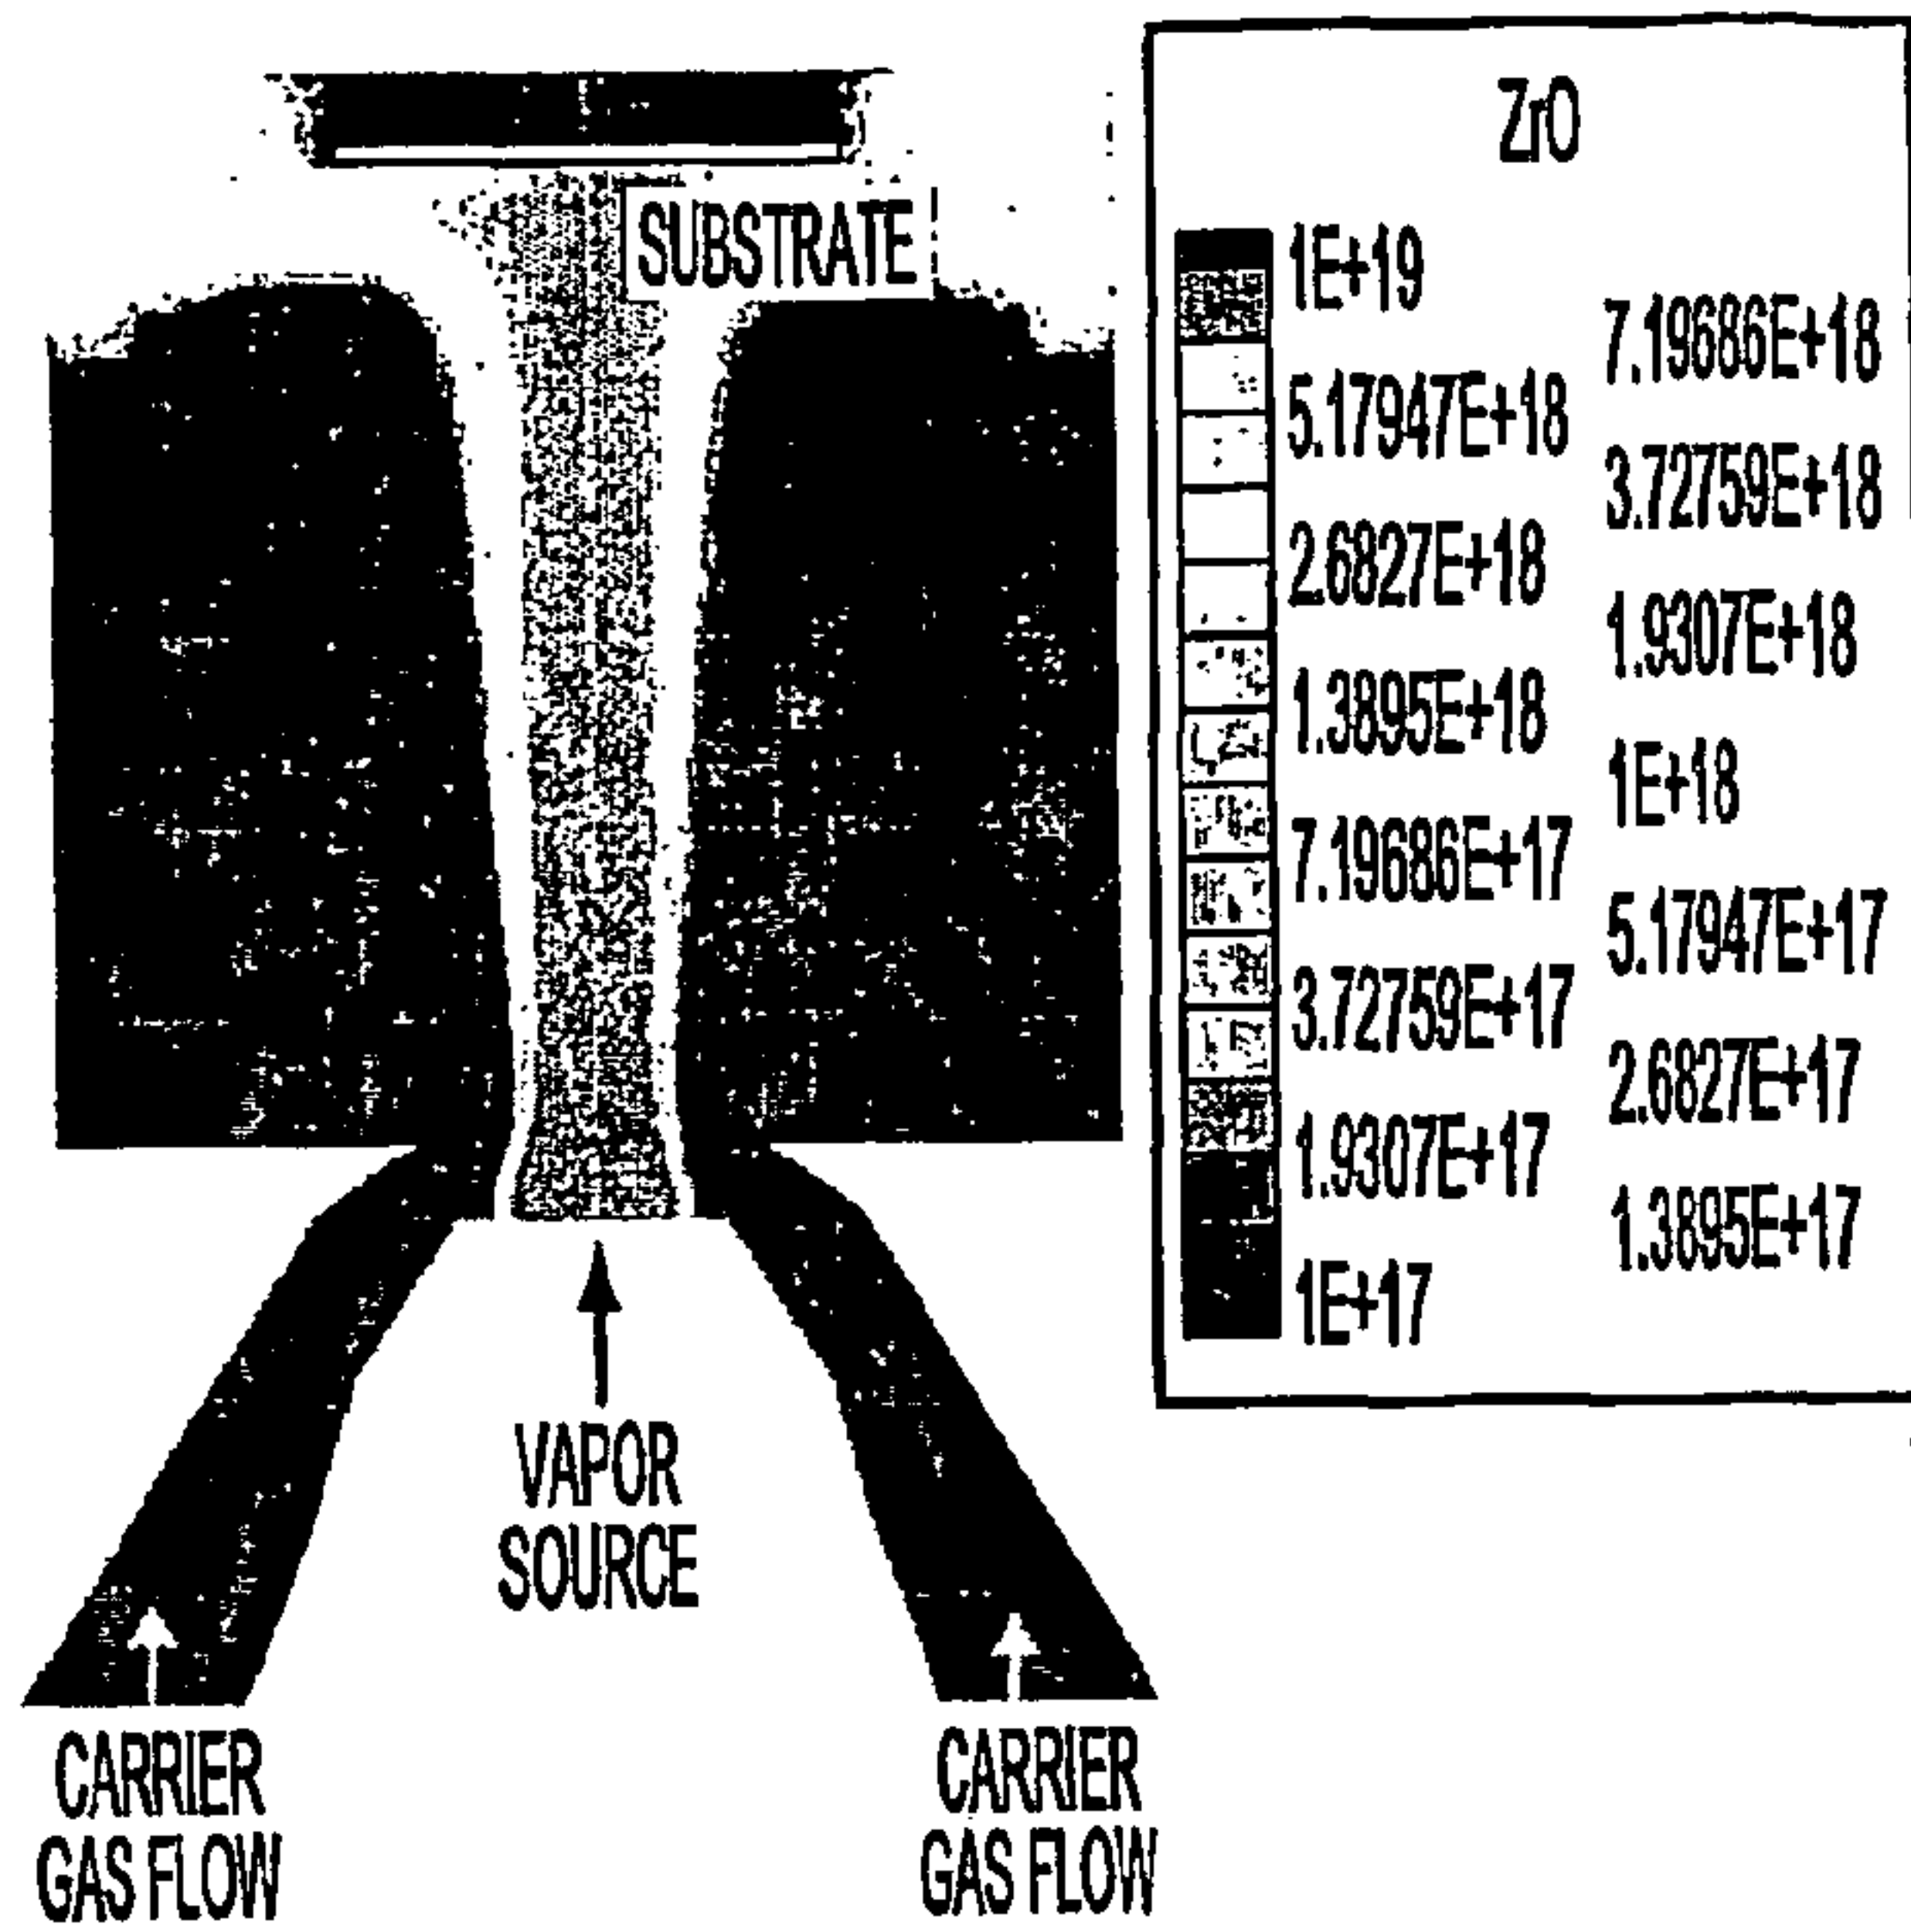 ZrO
SUBSTRATE
1E+19
7.19686E+18
5.17947E+18
3.72759E+18
2.6827E+18
1.9307E+18
1.3895E+18
1E+18
7.19686E+17
5.17947E+17
3.72759E+17
2.6827E+17
1.9307E+17
1.3895E+17
1E+17
VAPOR
SOURCE
CARRIER
GAS FLOW
CARRIER
GAS FLOW